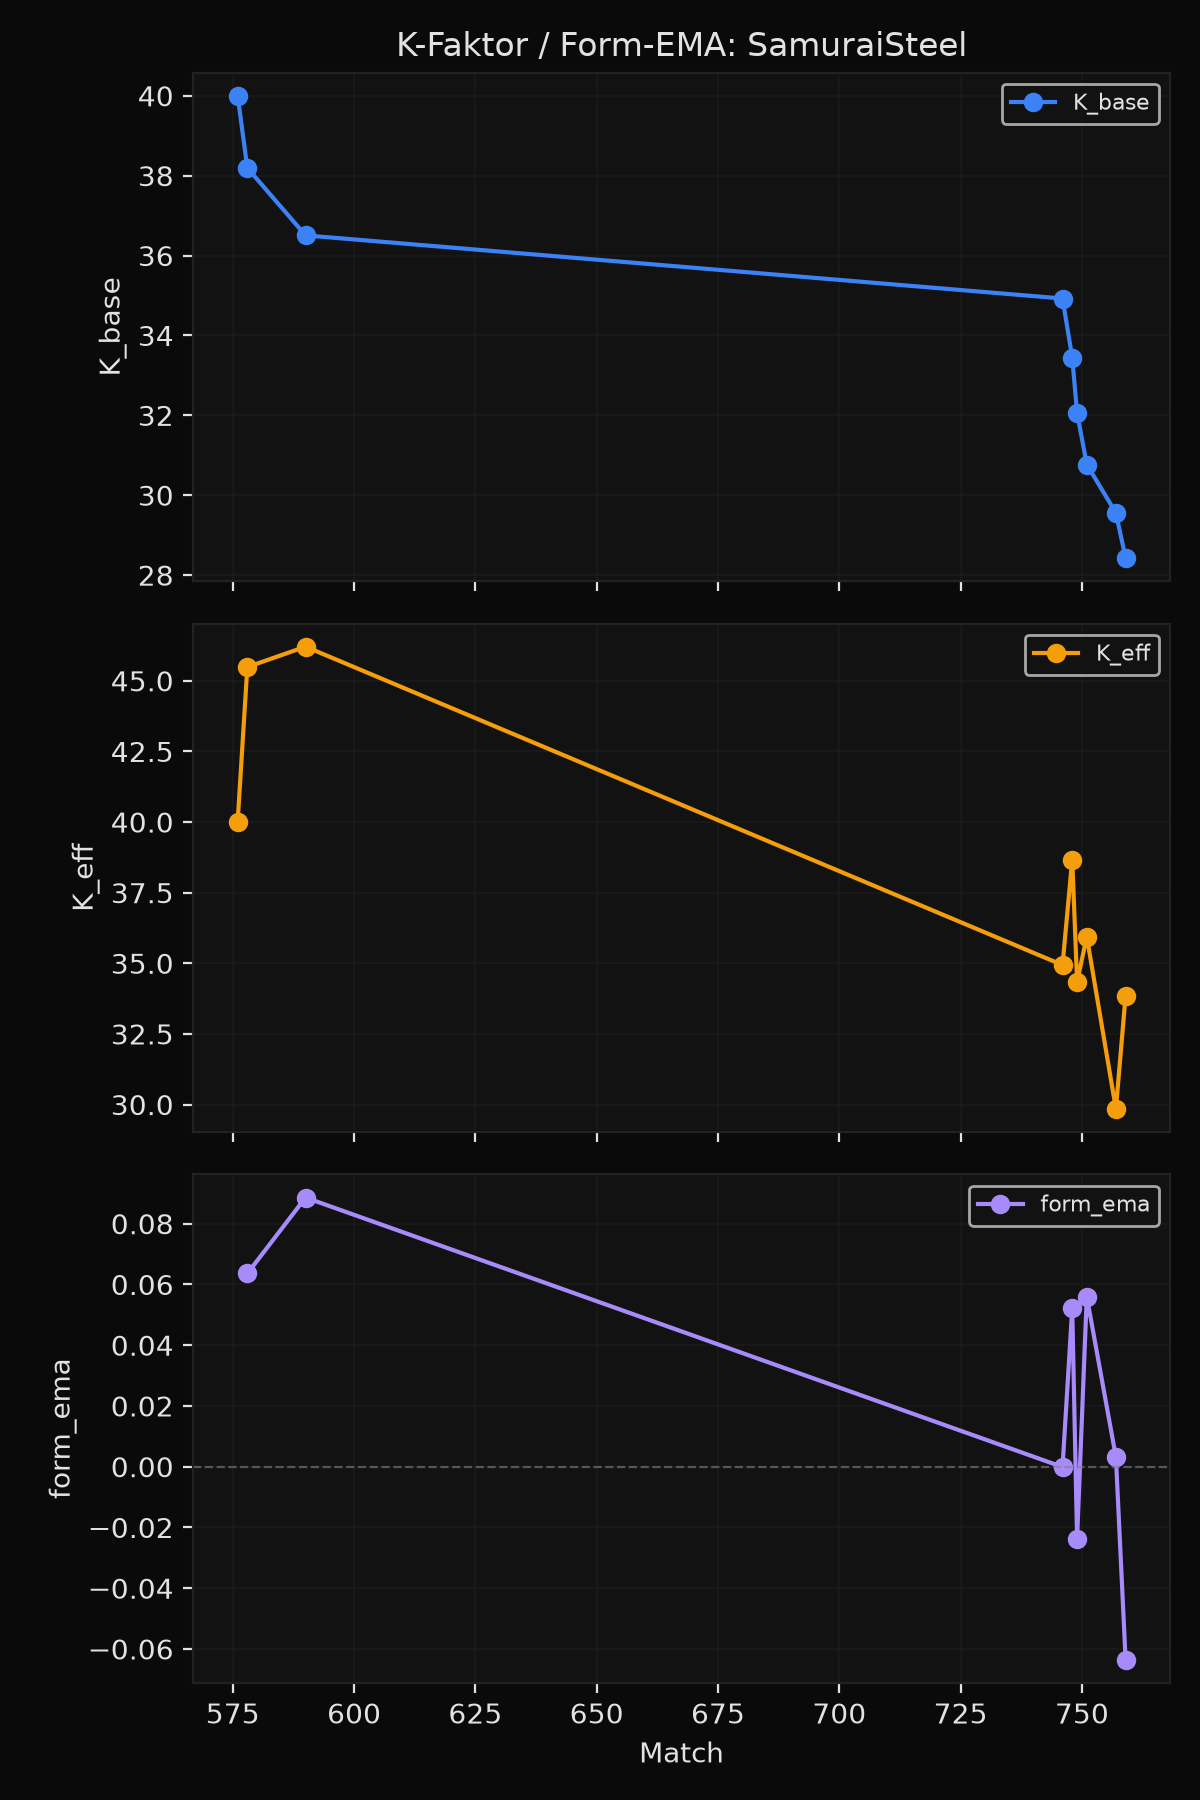 K-Faktor / Form-EMA: SamuraiSteel
K_base
40
38
36
34
32
30
28
K_base
K_eff
45.0
42.5
40.0
37.5
35.0
32.5
30.0
K_eff
form_ema
0.08
0.06
0.04
0.02
0.00
−0.02
−0.04
−0.06
form_ema
575 600 625 650 675 700 725 750
Match